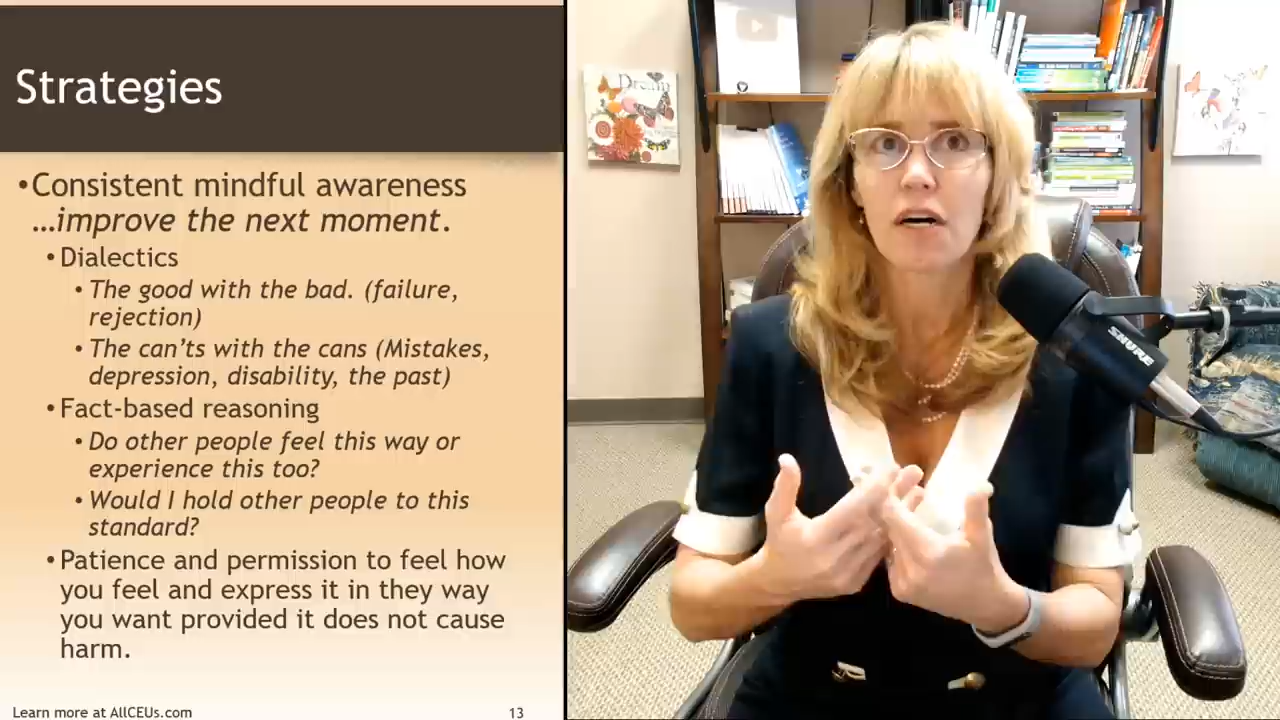 Strategies
•Consistent mindful awareness
…improve the next moment.
•Dialectics
•The good with the bad. (failure,
rejection)
•The can'ts with the cans (Mistakes,
depression, disability, the past)
•Fact-based reasoning
•Do other people feel this way or
experience this too?
•Would I hold other people to this
standard?
•Patience and permission to feel how
you feel and express it in they way
you want provided it does not cause
harm.
Learn more at AllCEUs.com
13
Dream
SHURE